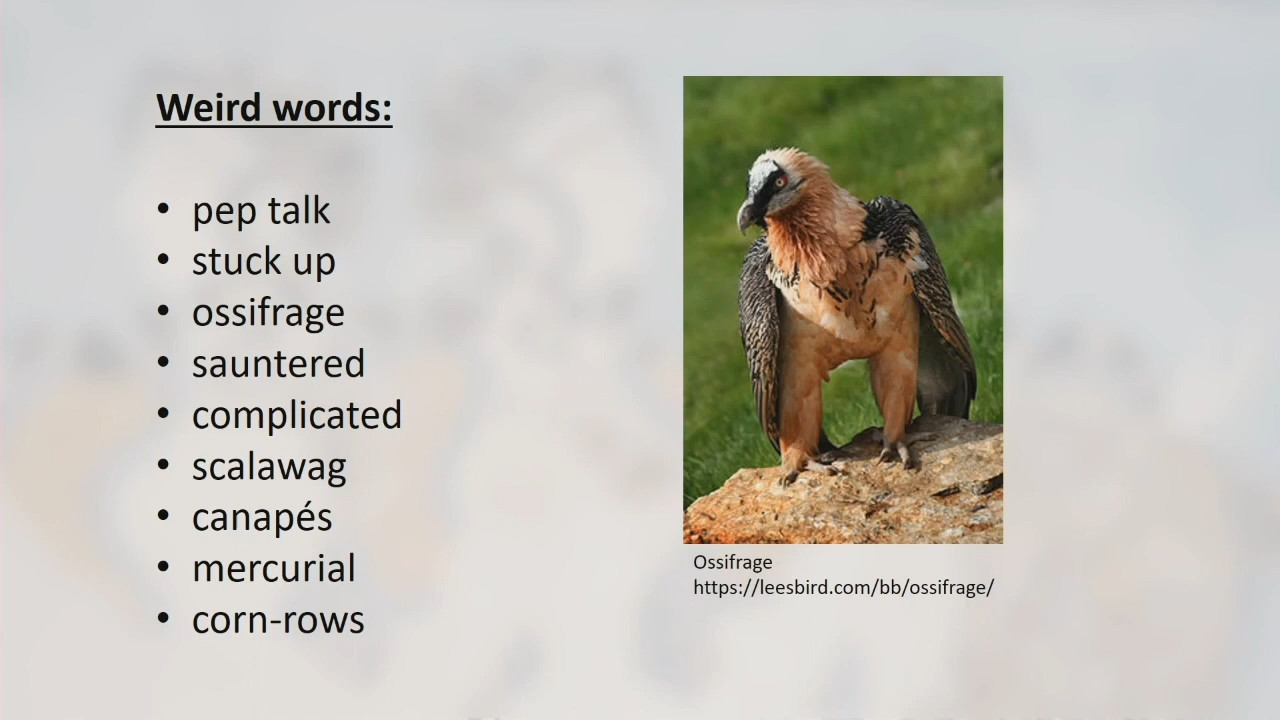 Weird words:
• pep talk
• stuck up
• ossifrage
• sauntered
• complicated
• scalawag
• canapés
• mercurial
• corn-rows
Ossifrage
https://leesbird.com/bb/ossifrage/